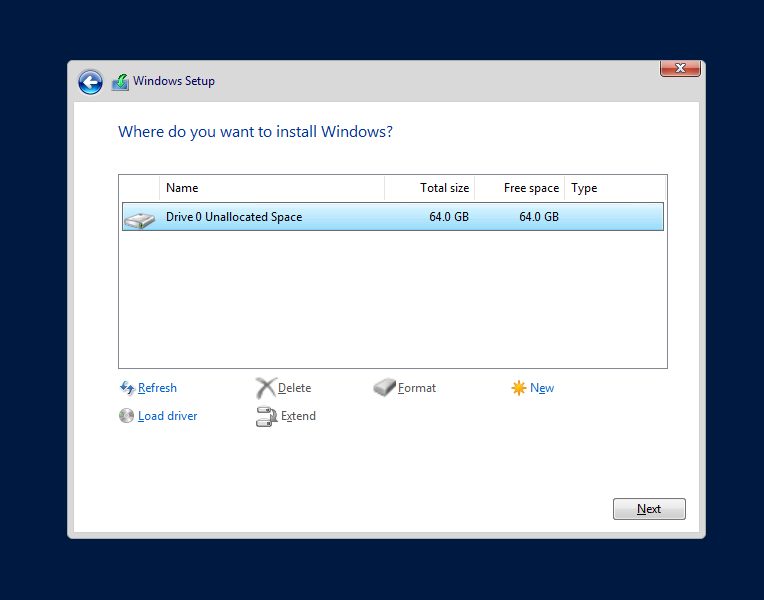 Windows Setup
Where do you want to install Windows?
Name Total size Free space Type
Drive 0 Unallocated Space 64.0 GB 64.0 GB
Refresh Delete Format New
Load driver Extend
Next